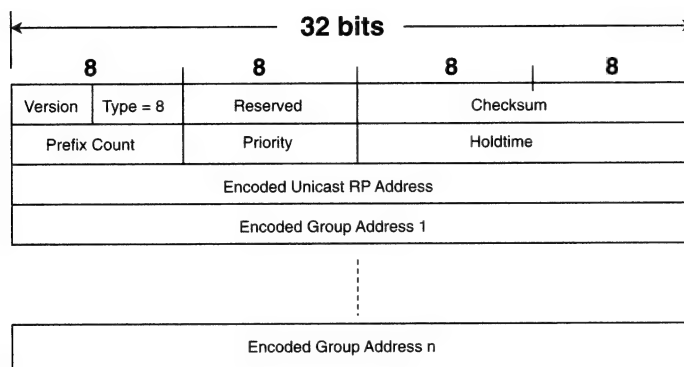 32 bits
8 8 8 8
Version Type = 8 Reserved Checksum
Prefix Count Priority Holdtime
Encoded Unicast RP Address
Encoded Group Address 1
Encoded Group Address n